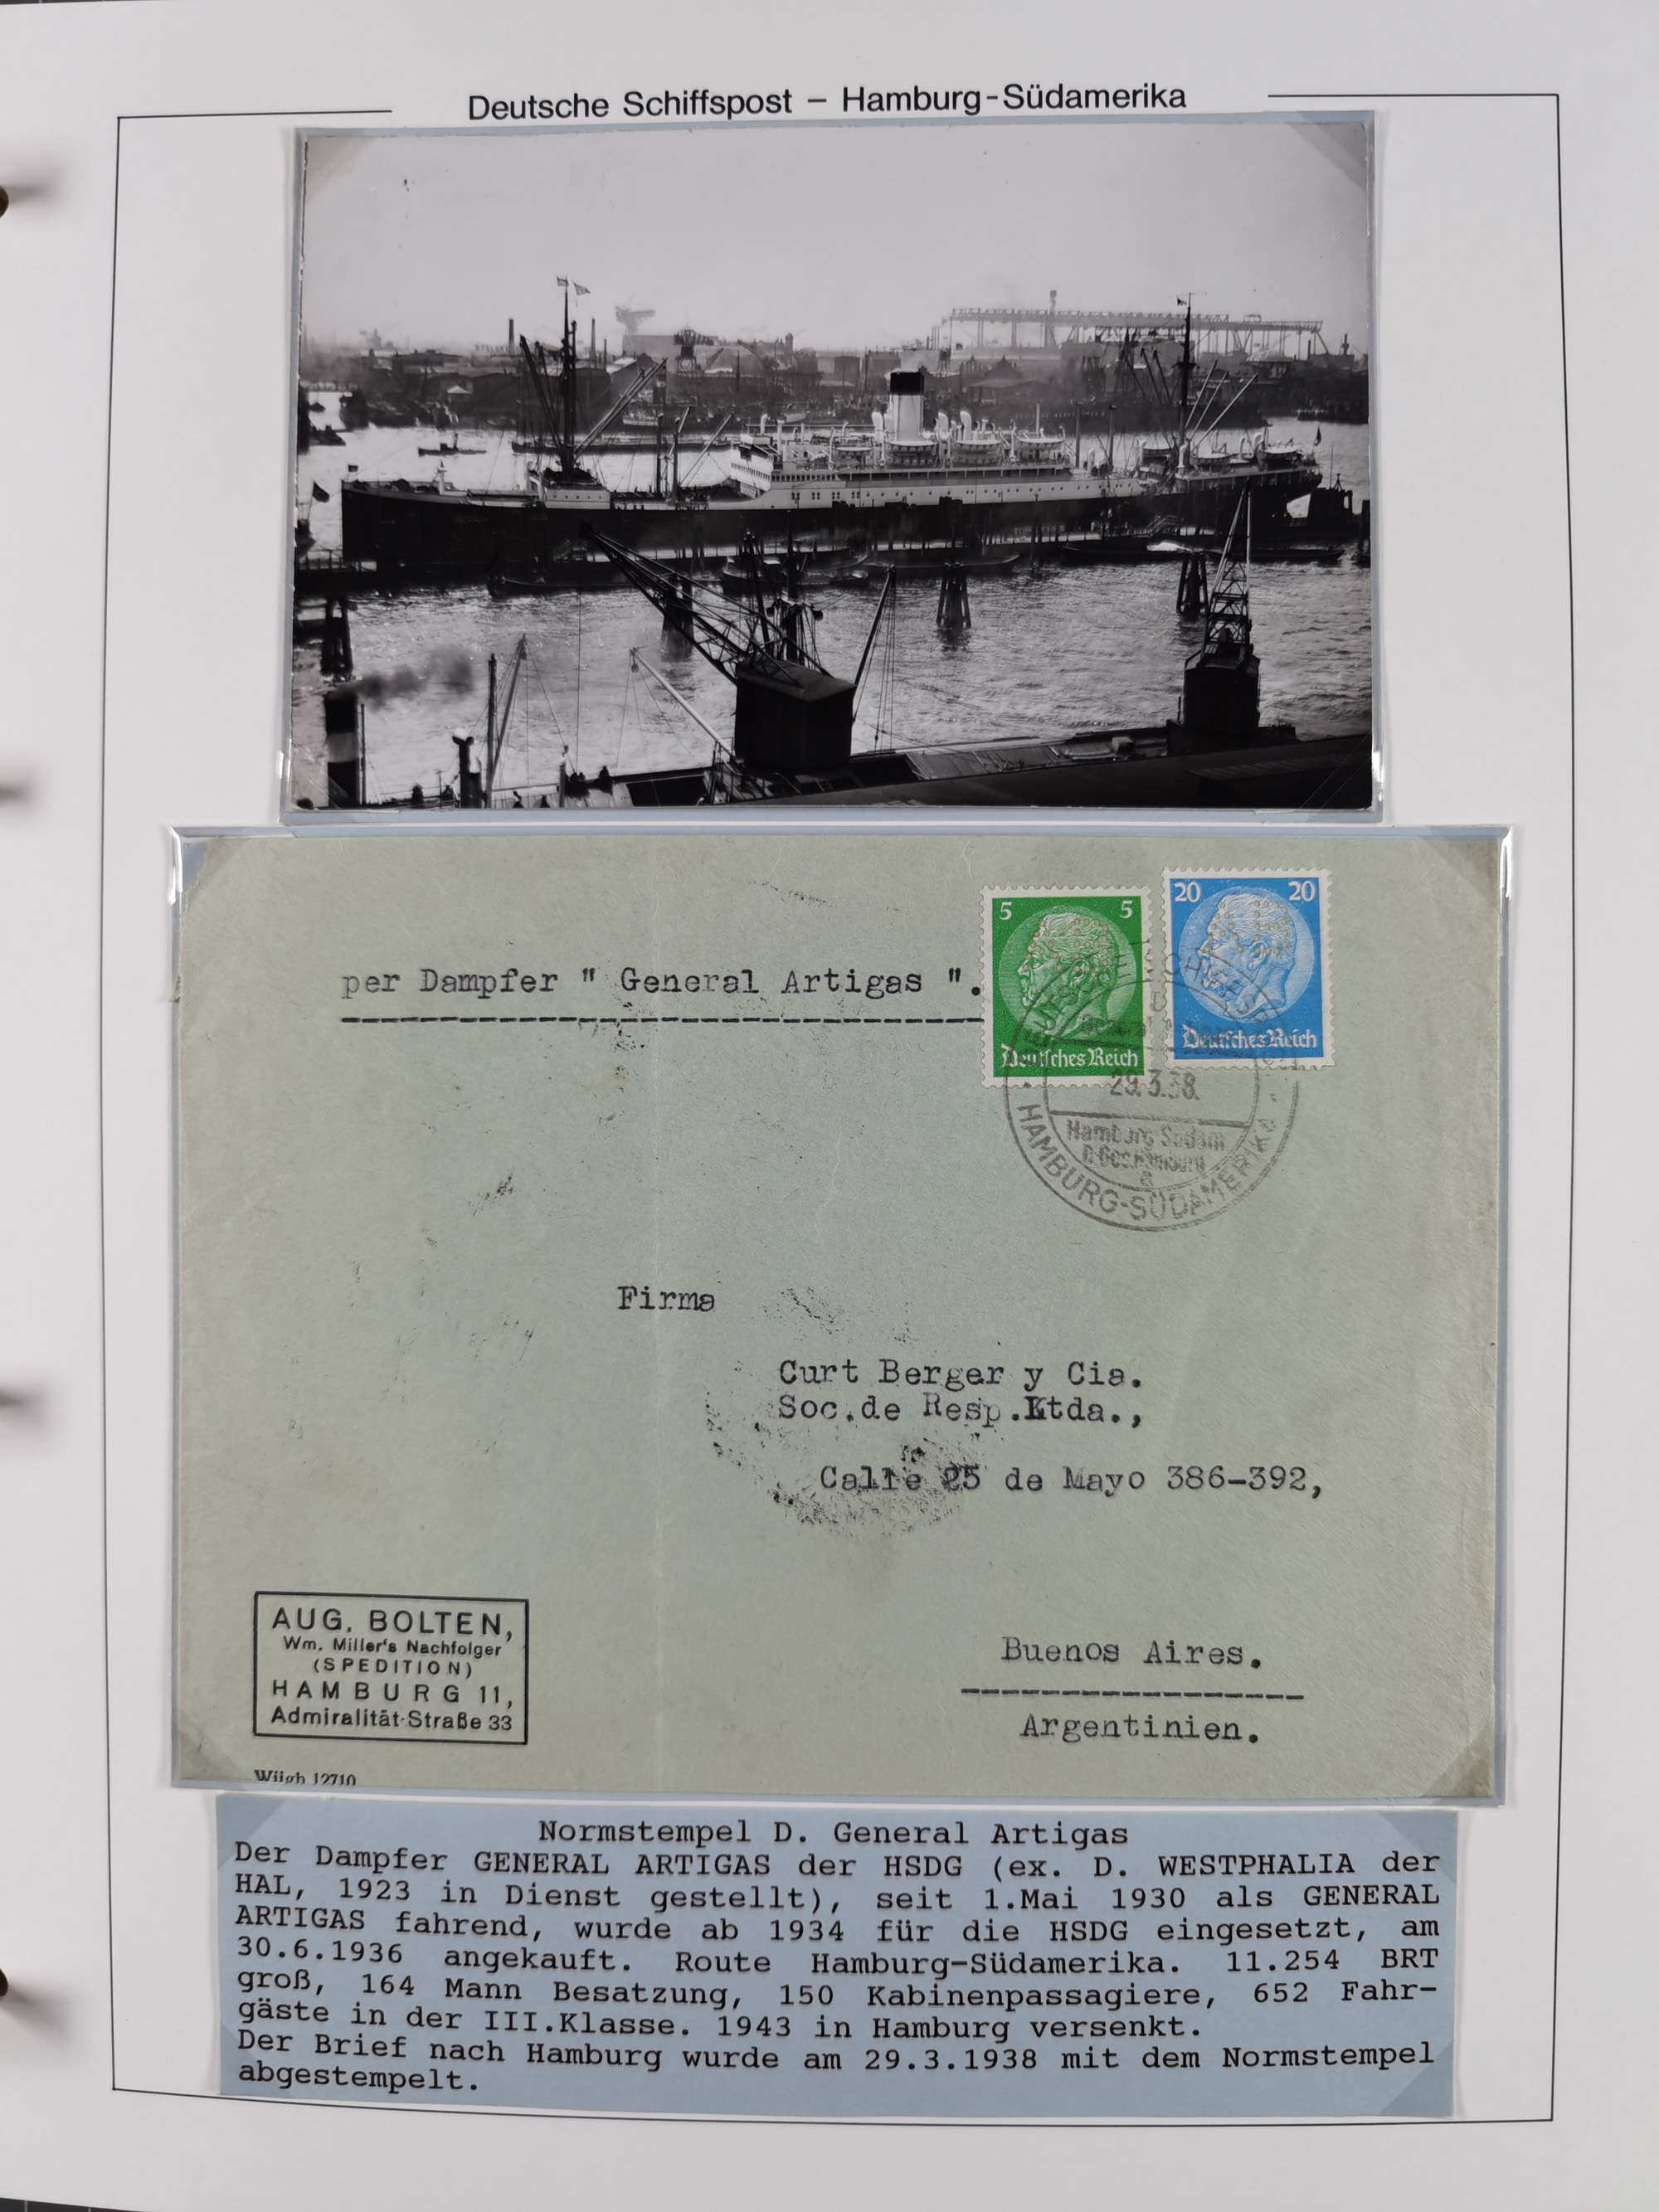 Deutsche Schiffspost – Hamburg-Südamerika
5 5
Deutsches Reich
20 20
Deutsches Reich
per Dampfer " General Artigas ".
29.3.38.
Hamburg Südam
HAMBURG-SÜDAMERIKA
Firma
Curt Berger y Cia.
Soc.de Resp.Ltda.,
Calle 25 de Mayo 386-392,
Buenos Aires.
Argentinien.
AUG. BOLTEN,
Wm. Miller's Nachfolger
(SPEDITION)
HAMBURG 11,
Admiralität-Straße 33
12710
Normstempel D. General Artigas
Der Dampfer GENERAL ARTIGAS der HSDG (ex. D. WESTPHALIA der
HAL, 1923 in Dienst gestellt), seit 1.Mai 1930 als GENERAL
ARTIGAS fahrend, wurde ab 1934 für die HSDG eingesetzt, am
30.6.1936 angekauft. Route Hamburg-Südamerika. 11.254 BRT
groß, 164 Mann Besatzung, 150 Kabinenpassagiere, 652 Fahr-
gäste in der III.Klasse. 1943 in Hamburg versenkt.
Der Brief nach Hamburg wurde am 29.3.1938 mit dem Normstempel
abgestempelt.